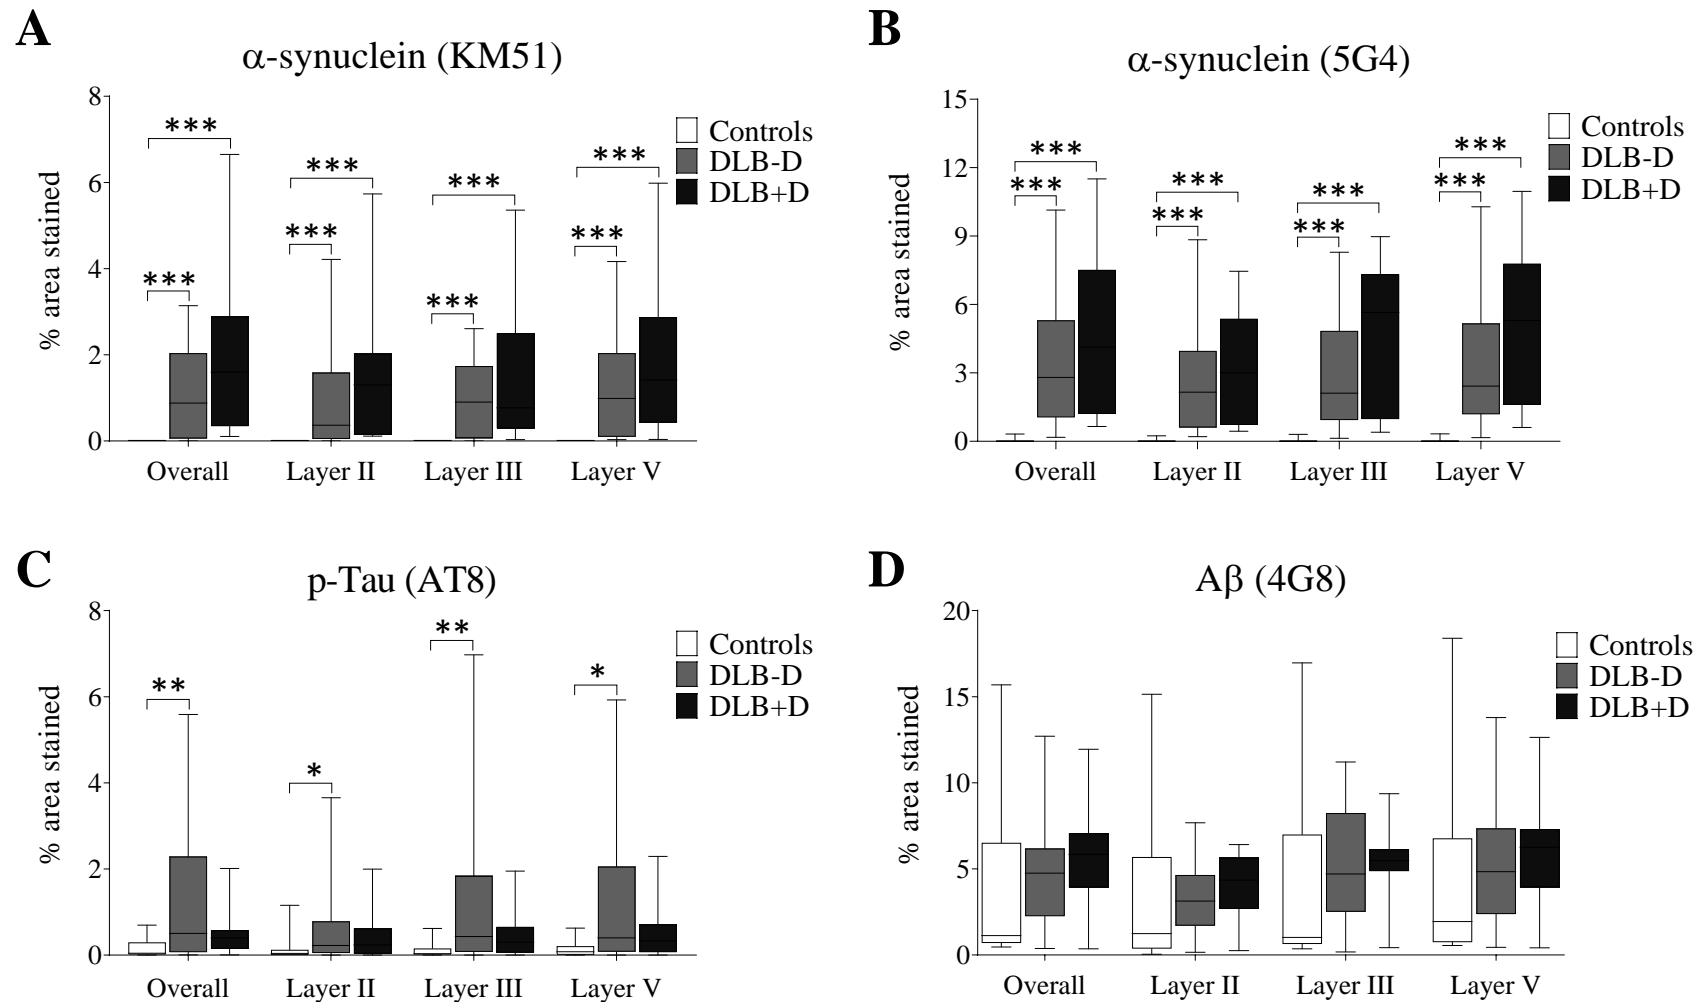 A
α-synuclein (KM51)
% area stained
8
6
4
2
0
***
***
***
***
***
***
***
***
Controls
DLB-D
DLB+D
Overall
Layer II
Layer III
Layer V
B
α-synuclein (5G4)
% area stained
15
12
9
6
3
0
***
***
***
***
***
***
***
***
Controls
DLB-D
DLB+D
Overall
Layer II
Layer III
Layer V
C
p-Tau (AT8)
% area stained
8
6
4
2
0
**
*
**
*
Controls
DLB-D
DLB+D
Overall
Layer II
Layer III
Layer V
D
Aβ (4G8)
% area stained
20
15
10
5
0
Controls
DLB-D
DLB+D
Overall
Layer II
Layer III
Layer V